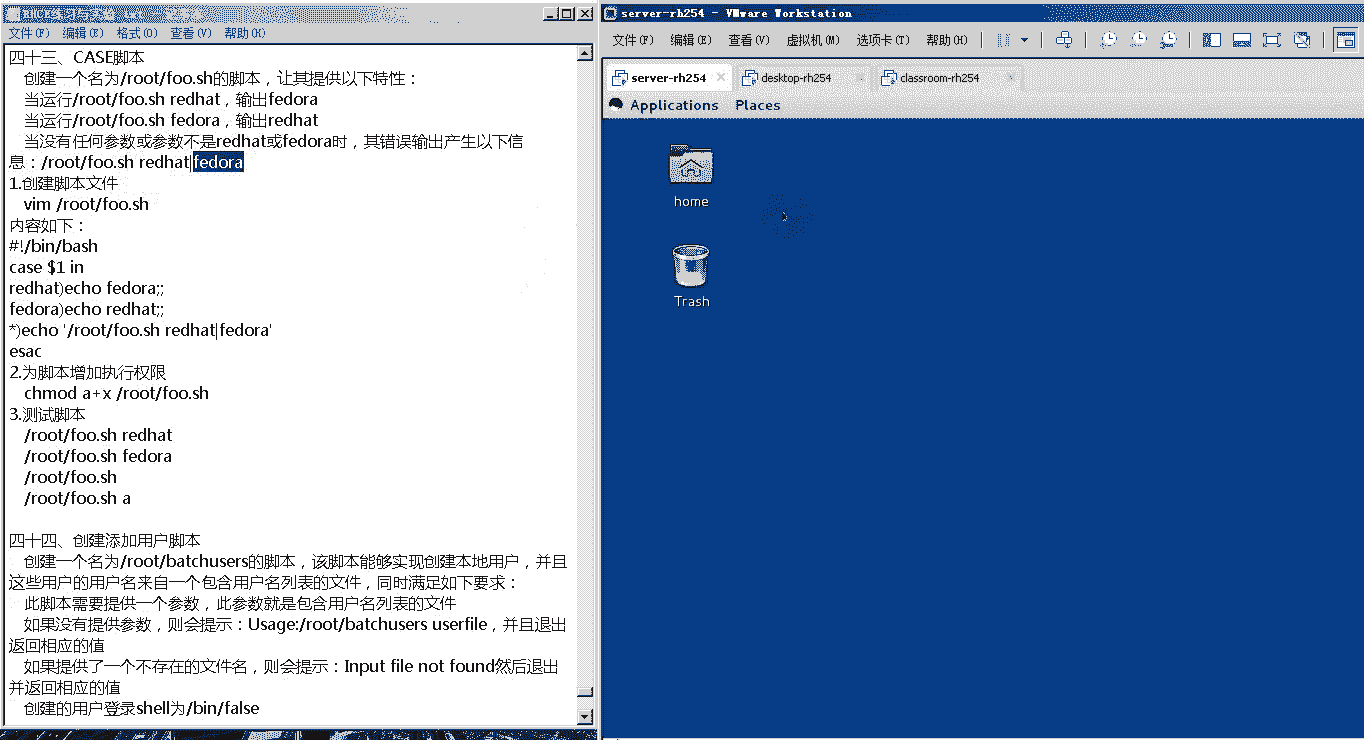 文件(F) 编辑(E) 格式(O) 查看(V) 帮助(H)
四十三、CASE脚本
创建一个名为/root/foo.sh的脚本，让其提供以下特性：
当运行/root/foo.sh redhat，输出fedora
当运行/root/foo.sh fedora，输出redhat
当没有任何参数或参数不是redhat或fedora时，其错误输出产生以下信
息：/root/foo.sh redhat|fedora
1.创建脚本文件
vim /root/foo.sh
内容如下：
#!/bin/bash
case $1 in
redhat)echo fedora;;
fedora)echo redhat;;
*)echo '/root/foo.sh redhat|fedora'
esac
2.为脚本增加执行权限
chmod a+x /root/foo.sh
3.测试脚本
/root/foo.sh redhat
/root/foo.sh fedora
/root/foo.sh
/root/foo.sh a
四十四、创建添加用户脚本
创建一个名为/root/batchusers的脚本，该脚本能够实现创建本地用户，并且
这些用户的用户名来自一个包含用户名列表的文件，同时满足如下要求：
此脚本需要提供一个参数，此参数就是包含用户名列表的文件
如果没有提供参数，则会提示：Usage:/root/batchusers userfile，并且退出
返回相应的值
如果提供了一个不存在的文件名，则会提示：Input file not found然后退出
并返回相应的值
创建的用户登录shell为/bin/false
server-rh254 - VMware Workstation
文件(F) 编辑(E) 查看(V) 虚拟机(M) 选项卡(T) 帮助(H)
server-rh254 desktop-rh254 classroom-rh254
Applications Places
home
Trash